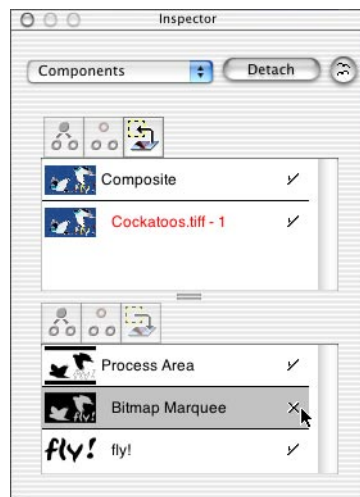 Inspector
Components
Detach
Composite
Cockatoos.tiff - 1
Process Area
Bitmap Marquee
fly! fly!